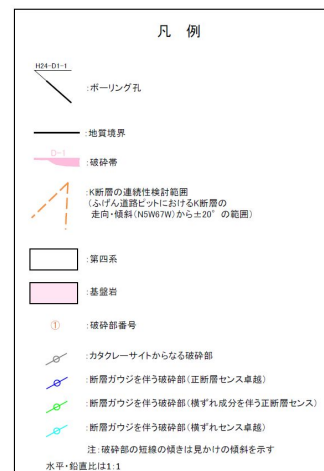 凡 例
H24-D1-1
:ボーリング孔
:地質境界
D-1
:破砕帯
:K断層の連続性検討範囲
(ふげん道路ピットにおけるK断層の
走向・傾斜(N5W67W)から±20°の範囲)
:第四系
:基盤岩
① :破砕部番号
:カタクレーサイトからなる破砕部
:断層ガウジを伴う破砕部(正断層センス卓越)
:断層ガウジを伴う破砕部(横ずれ成分を伴う正断層センス)
:断層ガウジを伴う破砕部(横ずれセンス卓越)
注:破砕部の短線の傾きは見かけの傾斜を示す
水平・鉛直比は1:1